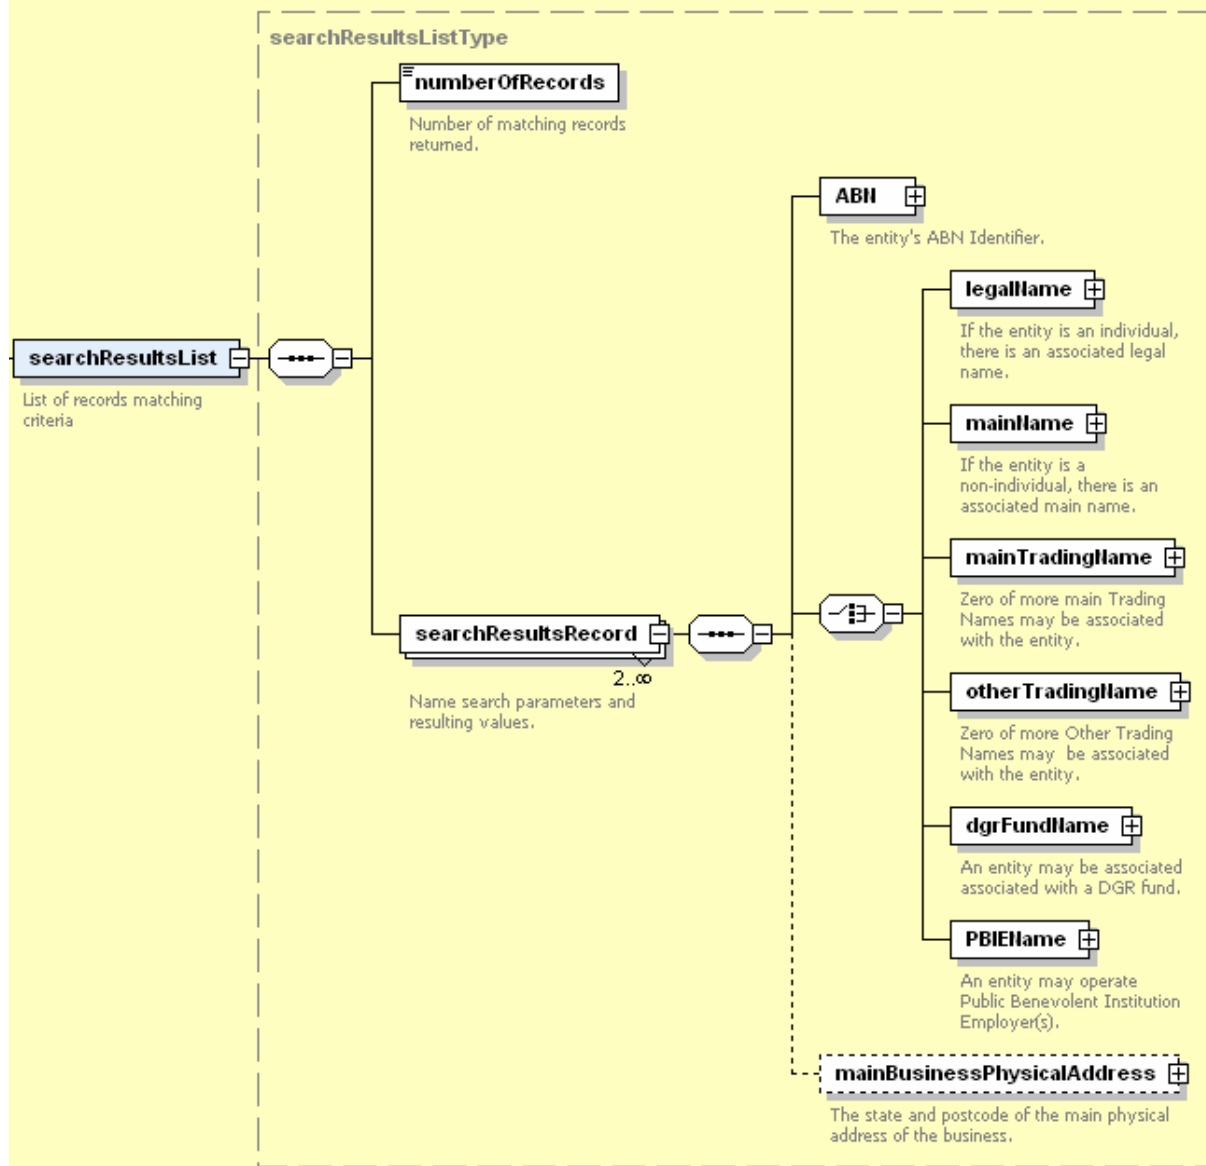 searchResultsListType
numberOfRecords
Number of matching records
returned.
ABN
The entity's ABN Identifier.
legalName
If the entity is an individual,
there is an associated legal
name.
searchResultsList
List of records matching
criteria
mainName
If the entity is a
non-individual, there is an
associated main name.
mainTradingName
Zero of more main Trading
Names may be associated
with the entity.
searchResultsRecord
2..∞
Name search parameters and
resulting values.
otherTradingName
Zero of more Other Trading
Names may  be associated
with the entity.
dgrFundName
An entity may be associated
associated with a DGR fund.
PBIEName
An entity may operate
Public Benevolent Institution
Employer(s).
mainBusinessPhysicalAddress
The state and postcode of the main physical
address of the business.